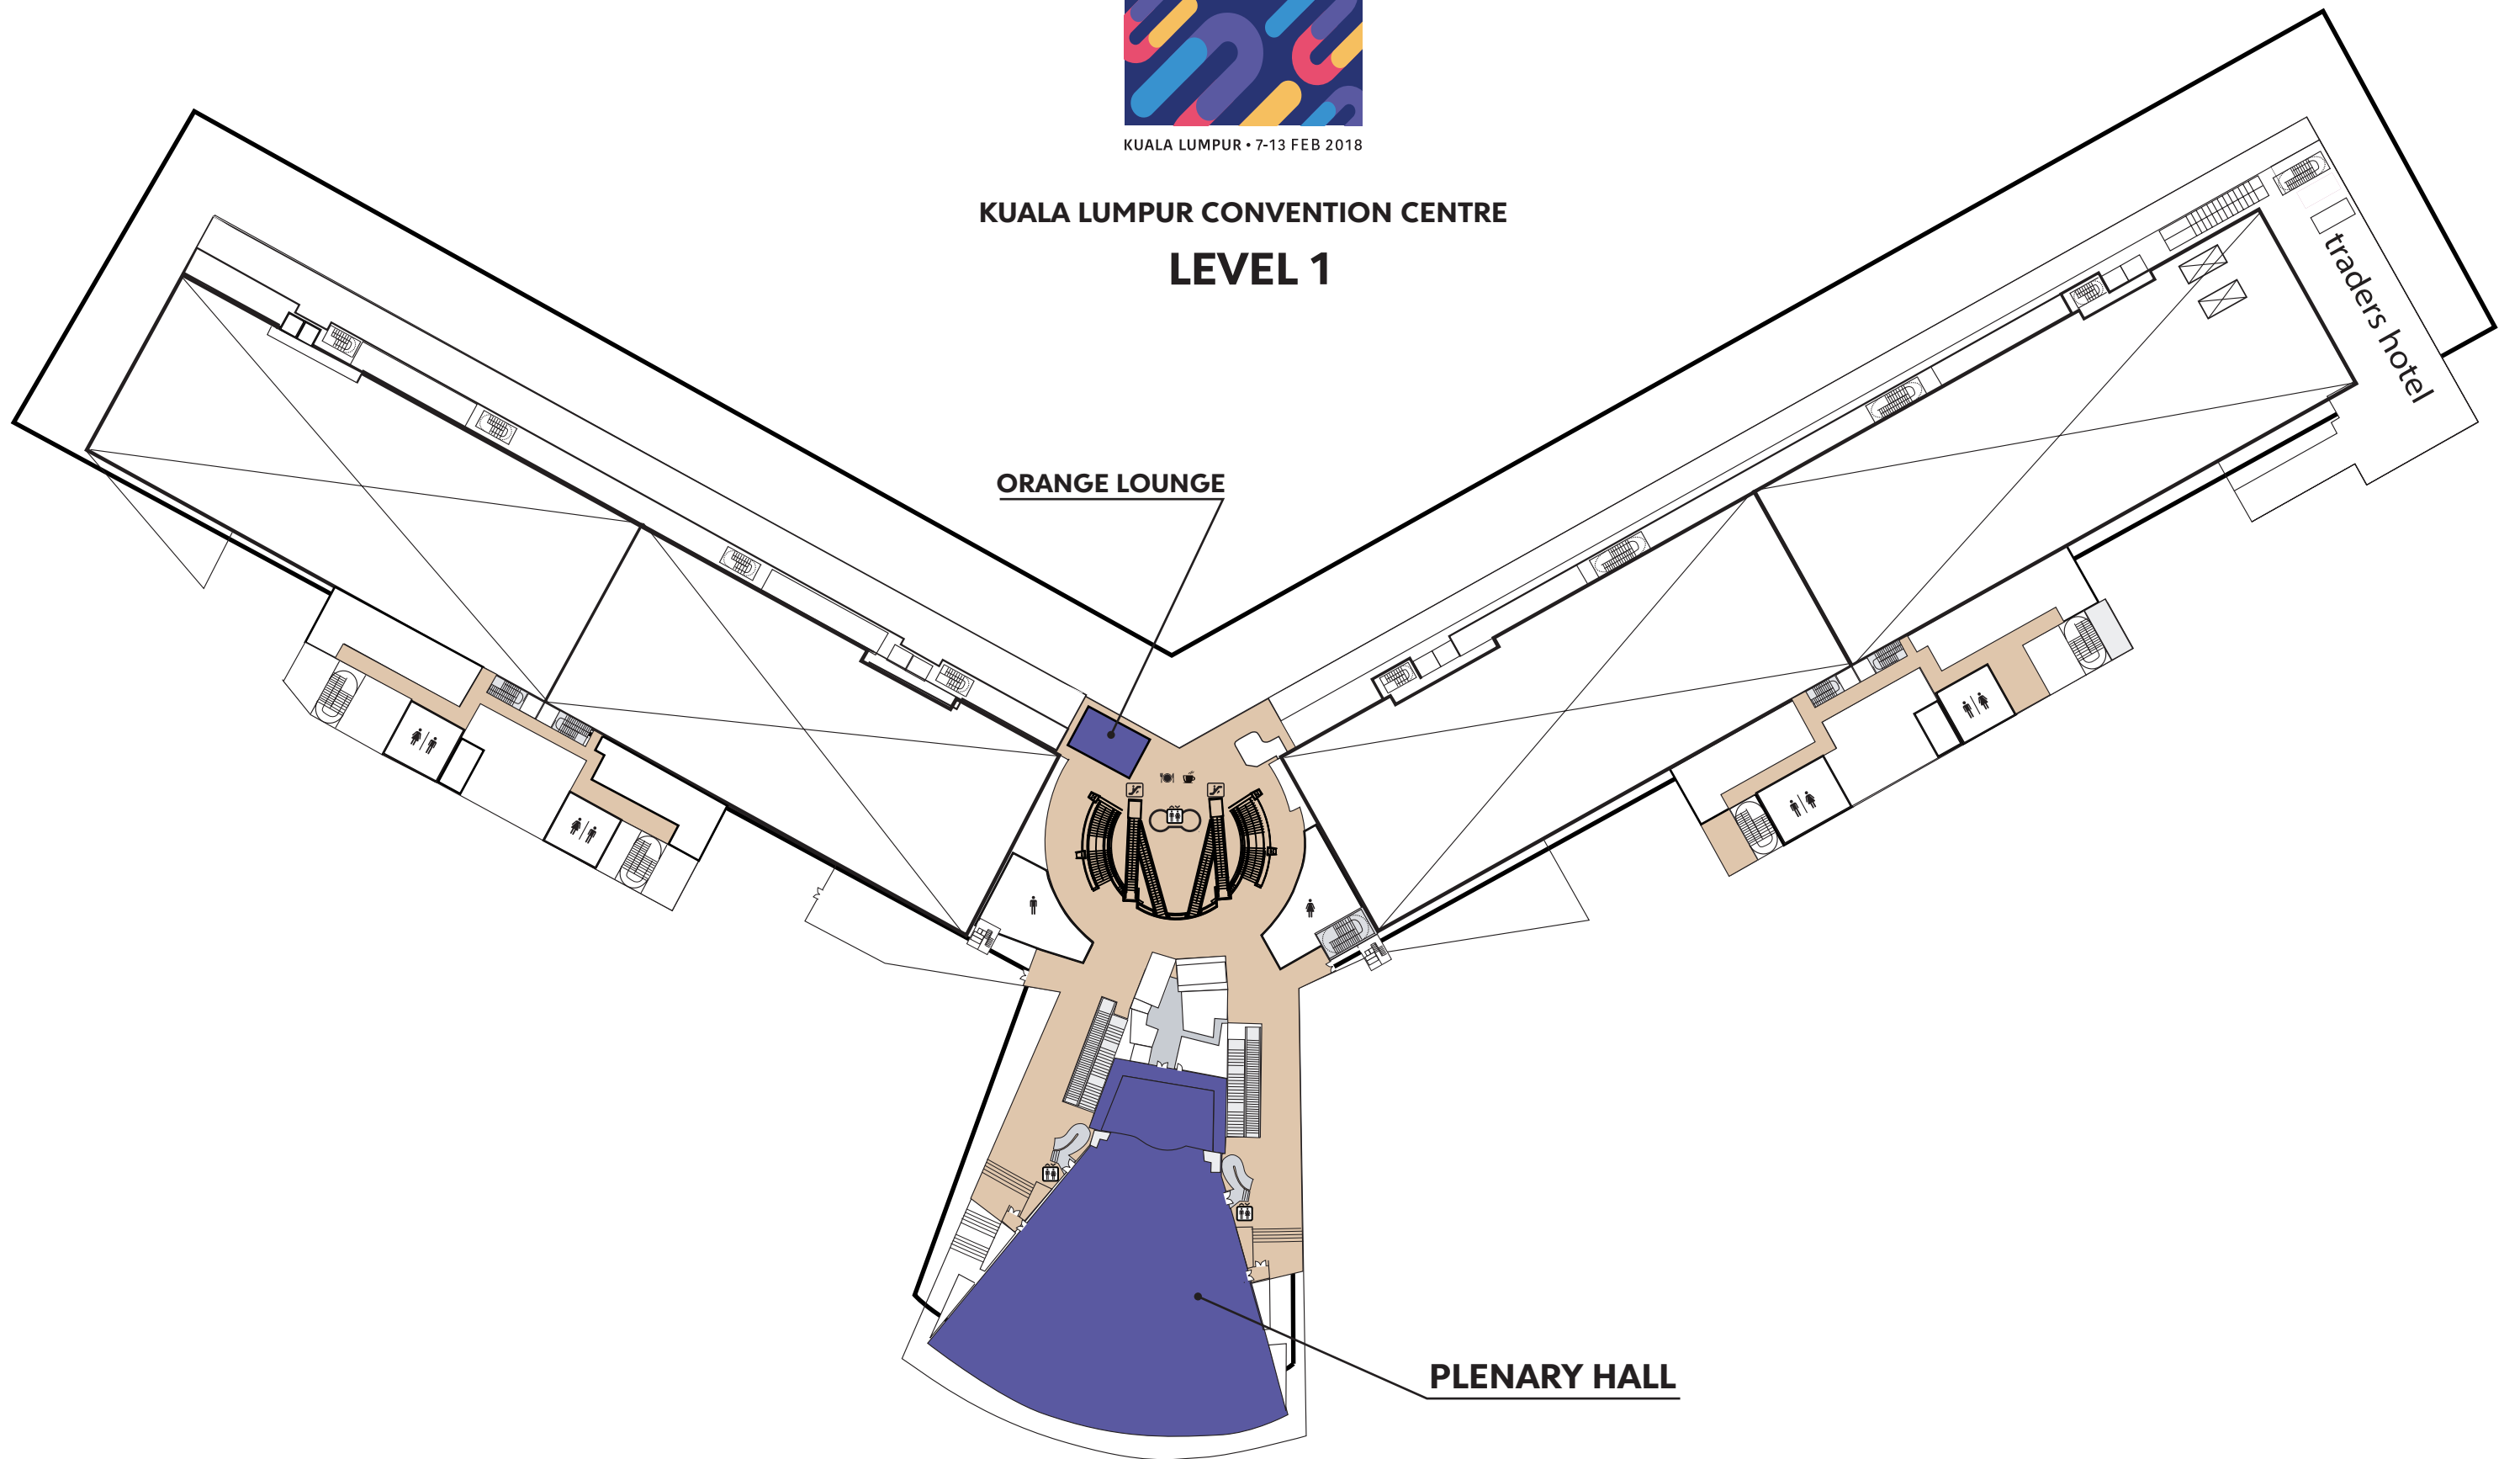 KUALA LUMPUR • 7-13 FEB 2018
KUALA LUMPUR CONVENTION CENTRE
LEVEL 1
traders hotel
ORANGE LOUNGE
PLENARY HALL